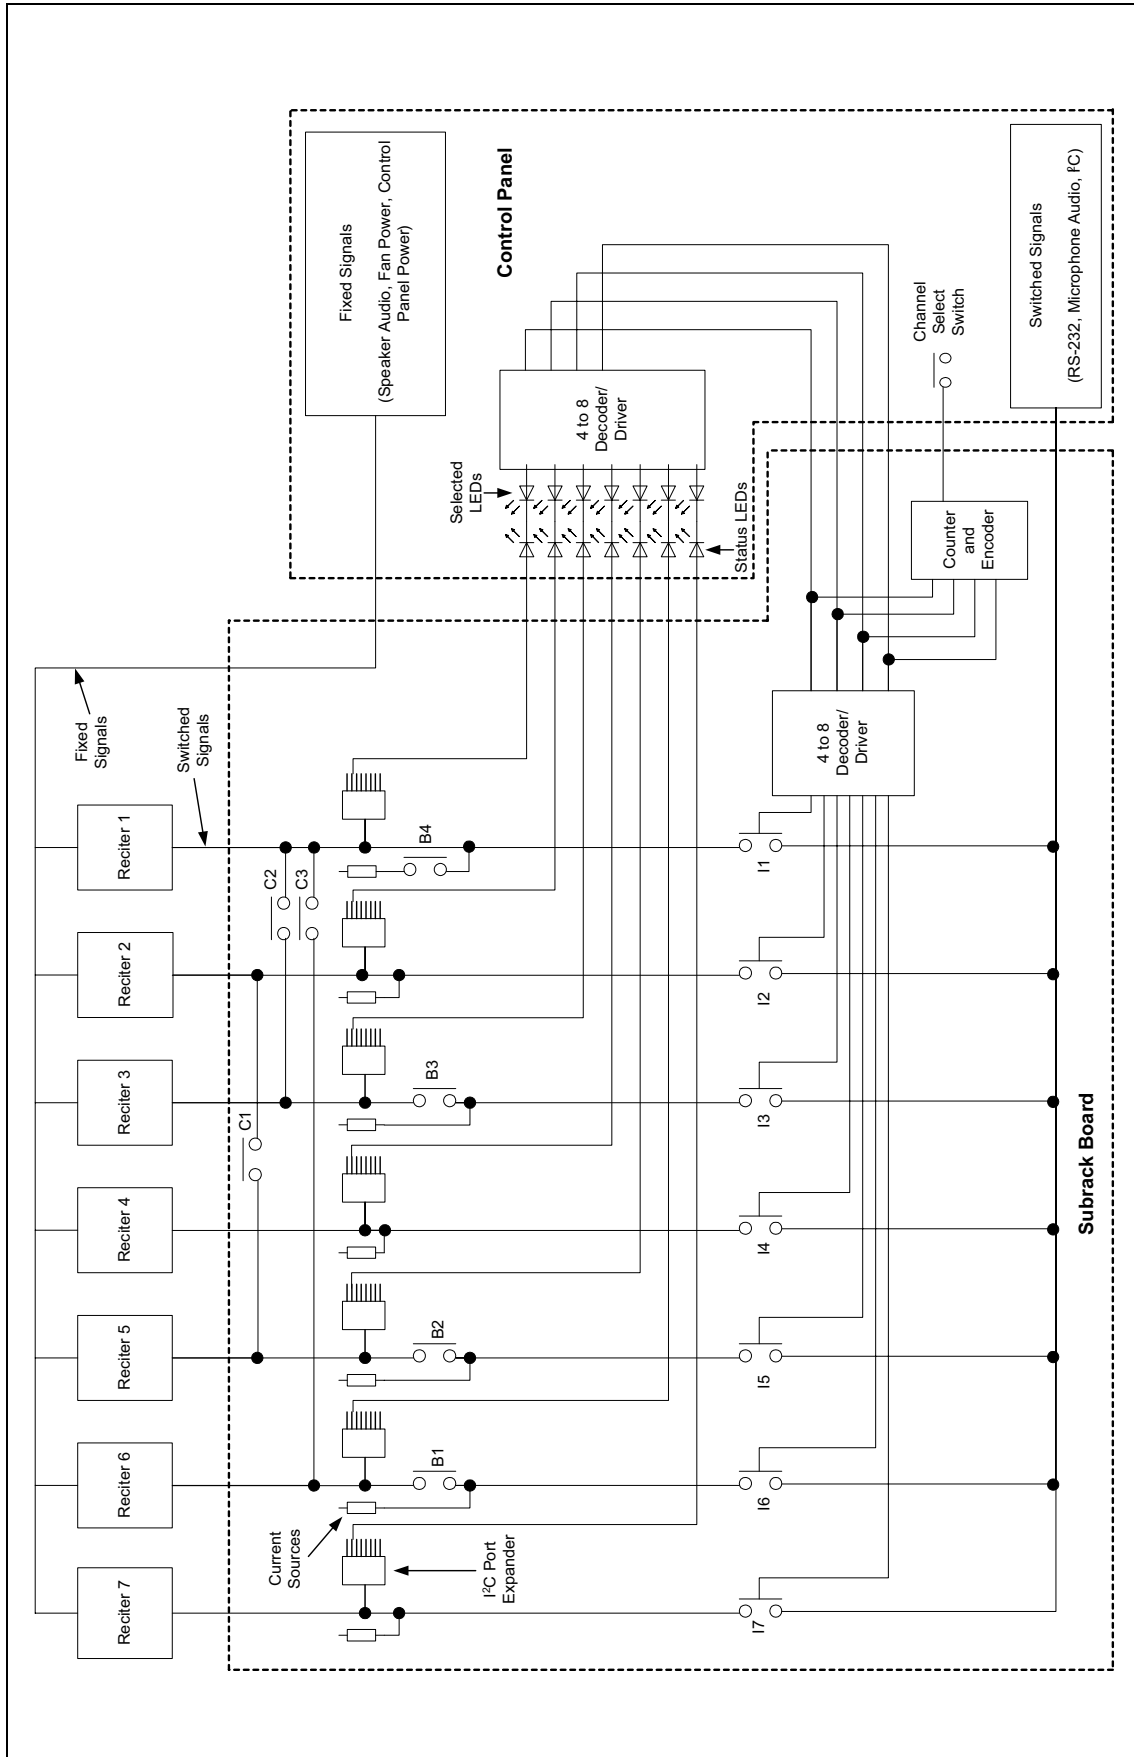 Fixed Signals
(Speaker Audio, Fan Power, Control
Panel Power)
Control Panel
Switched Signals
(RS-232, Microphone Audio, I²C)
Channel
Select
Switch
4 to 8
Decoder/
Driver
Selected
LEDs
Status LEDs
Counter
and
Encoder
4 to 8
Decoder/
Driver
Fixed
Signals
Switched
Signals
Reciter 1
Reciter 2
Reciter 3
Reciter 4
Reciter 5
Reciter 6
Reciter 7
C2
C3
C1
B4
B3
B2
B1
Current
Sources
I²C Port
Expander
I1
I2
I3
I4
I5
I6
I7
Subrack Board